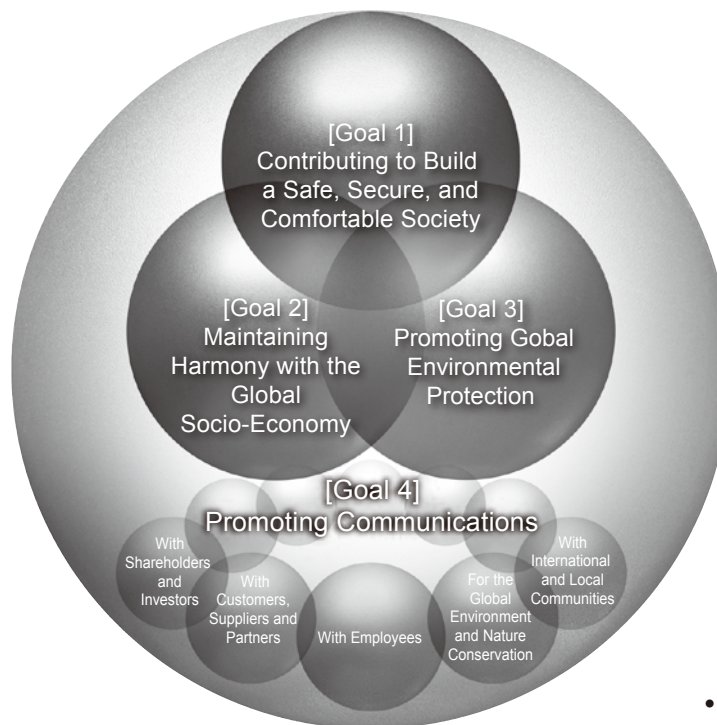 [Goal 1]
Contributing to Build
a Safe, Secure, and
Comfortable Society
[Goal 2]
Maintaining
Harmony with the
Global
Socio-Economy
[Goal 3]
Promoting Gobal
Environmental
Protection
[Goal 4]
Promoting Communications
With
Shareholders
and
Investors
With
Customers,
Suppliers and
Partners
With Employees
For the
Global
Environment
and Nature
Conservation
With
International
and Local
Communities